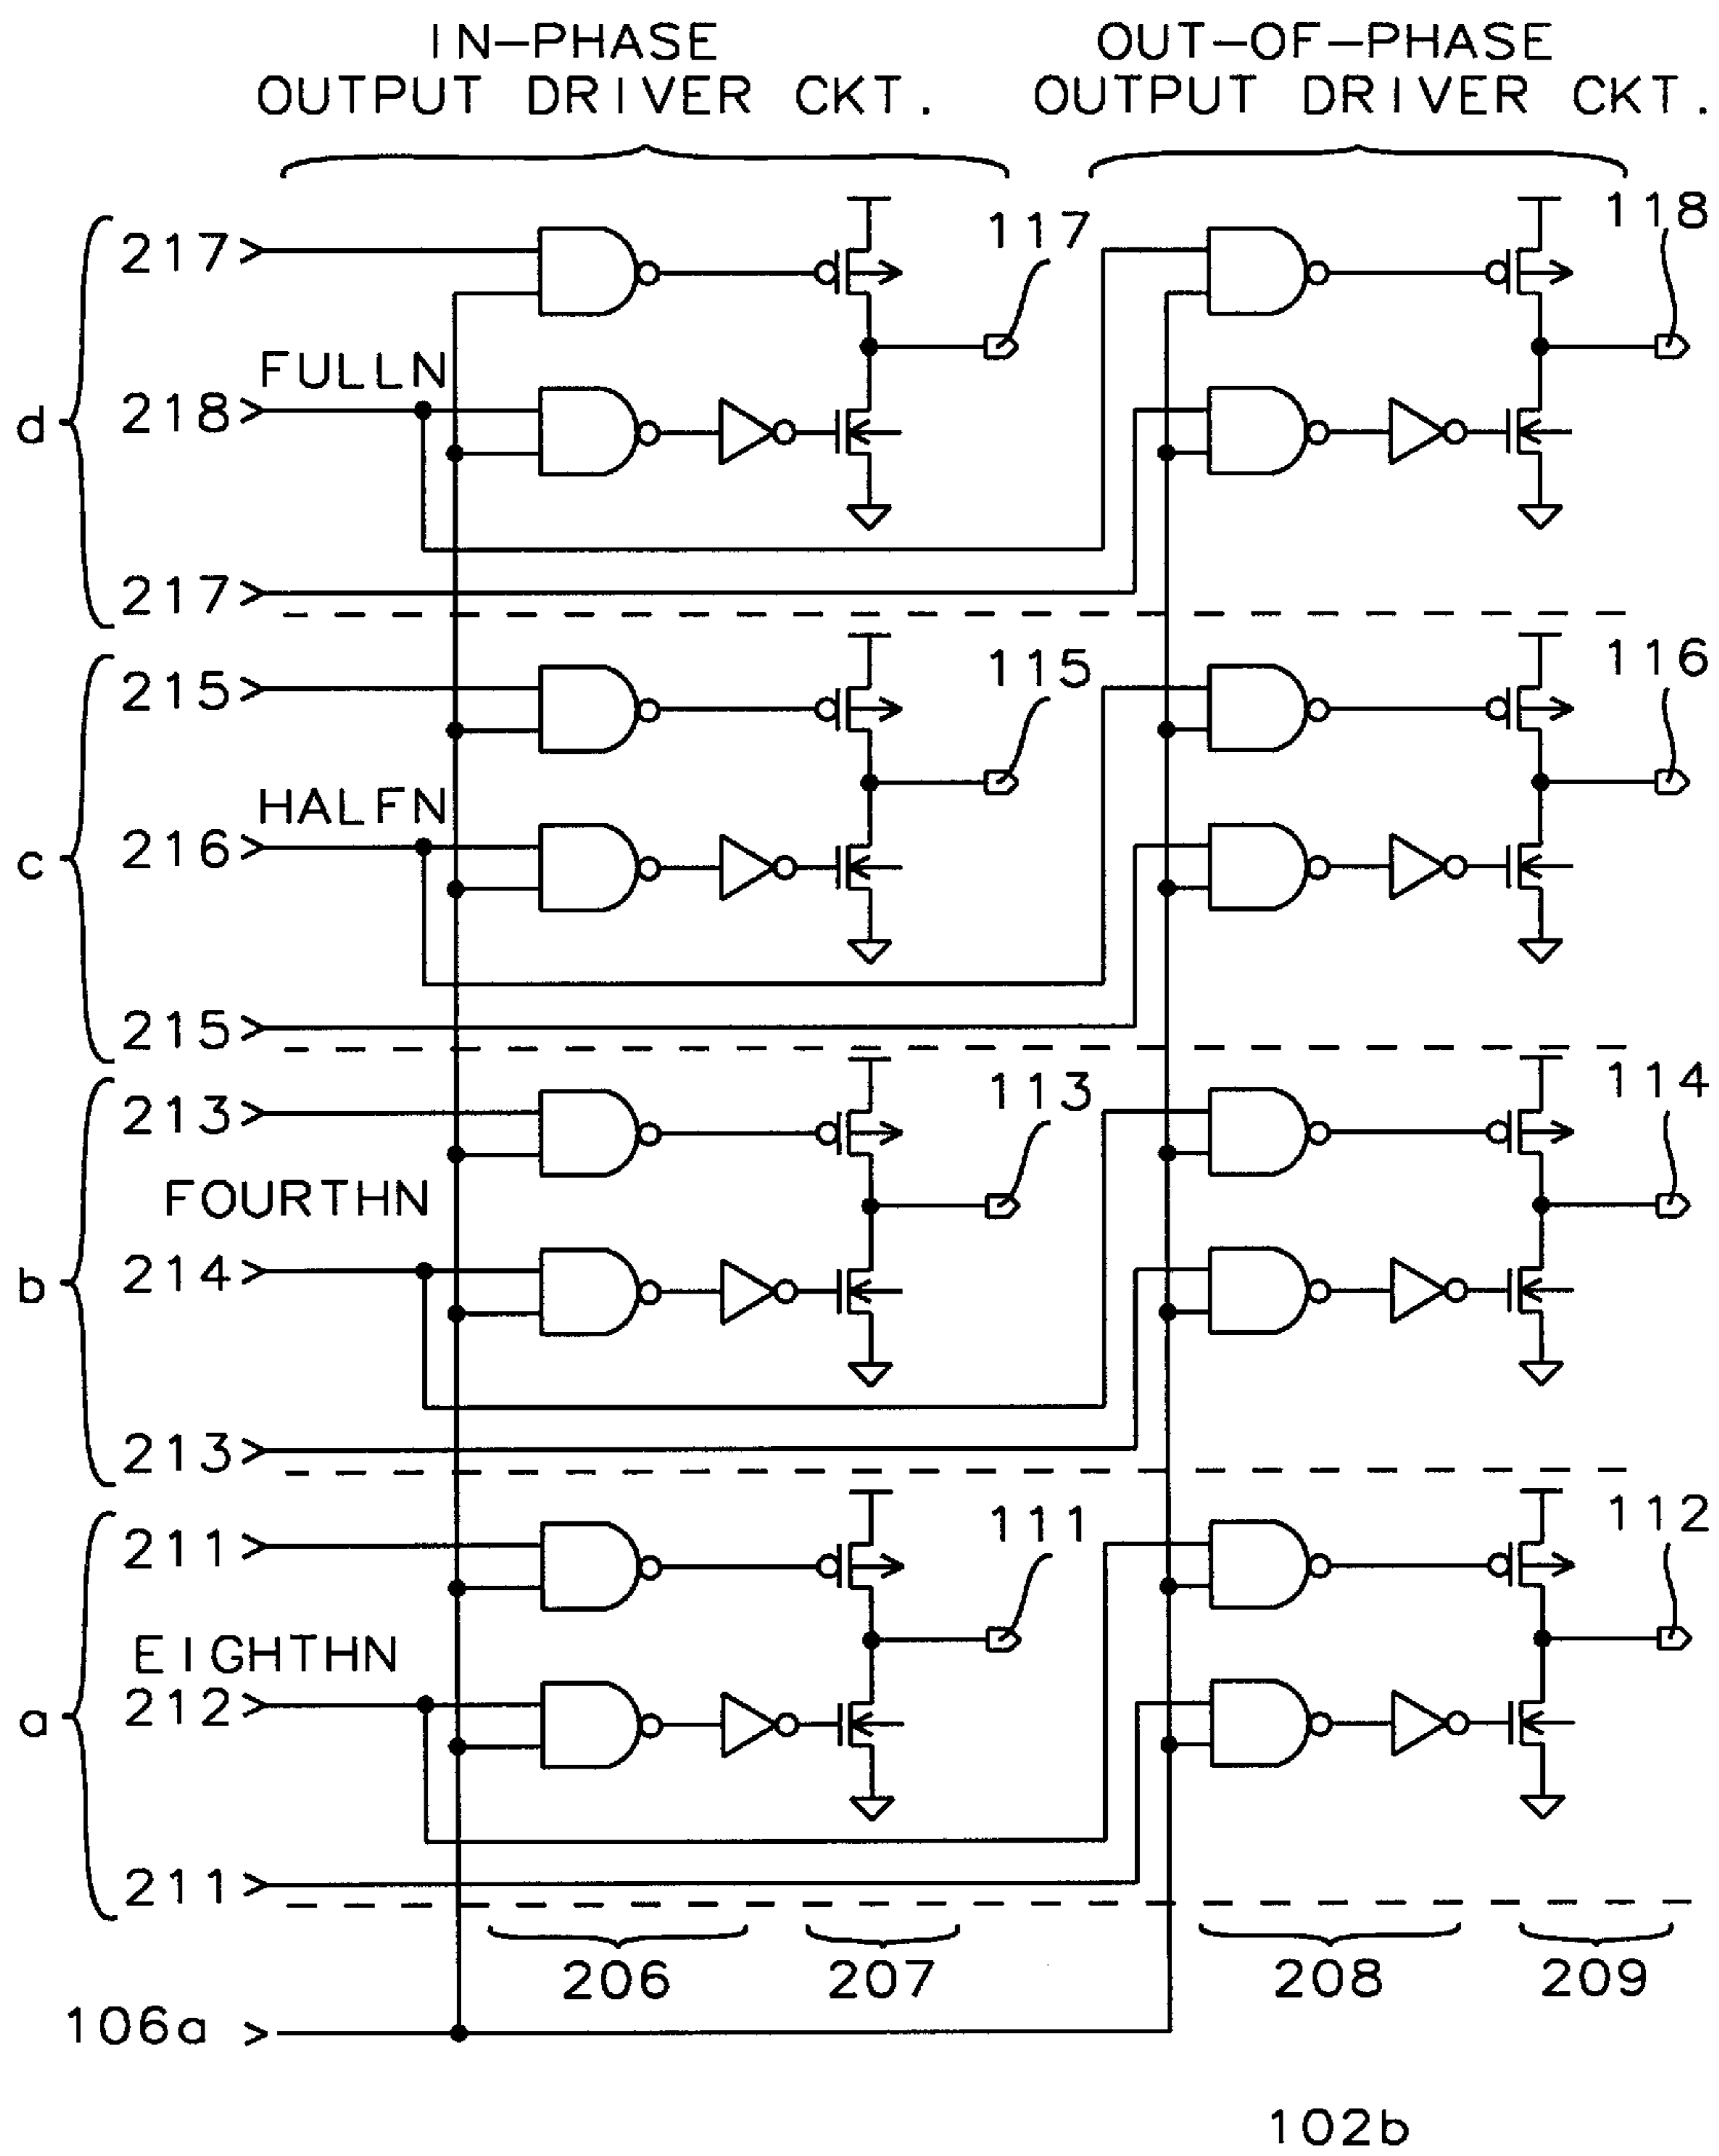 IN-PHASE
OUTPUT DRIVER CKT.
OUT-OF-PHASE
OUTPUT DRIVER CKT.
d
217
117
118
FULLN
218
217
c
215
115
116
HALFN
216
215
b
213
113
114
FOURTHN
214
213
a
211
111
112
EIGHTHN
212
211
206
207
208
209
106a
102b